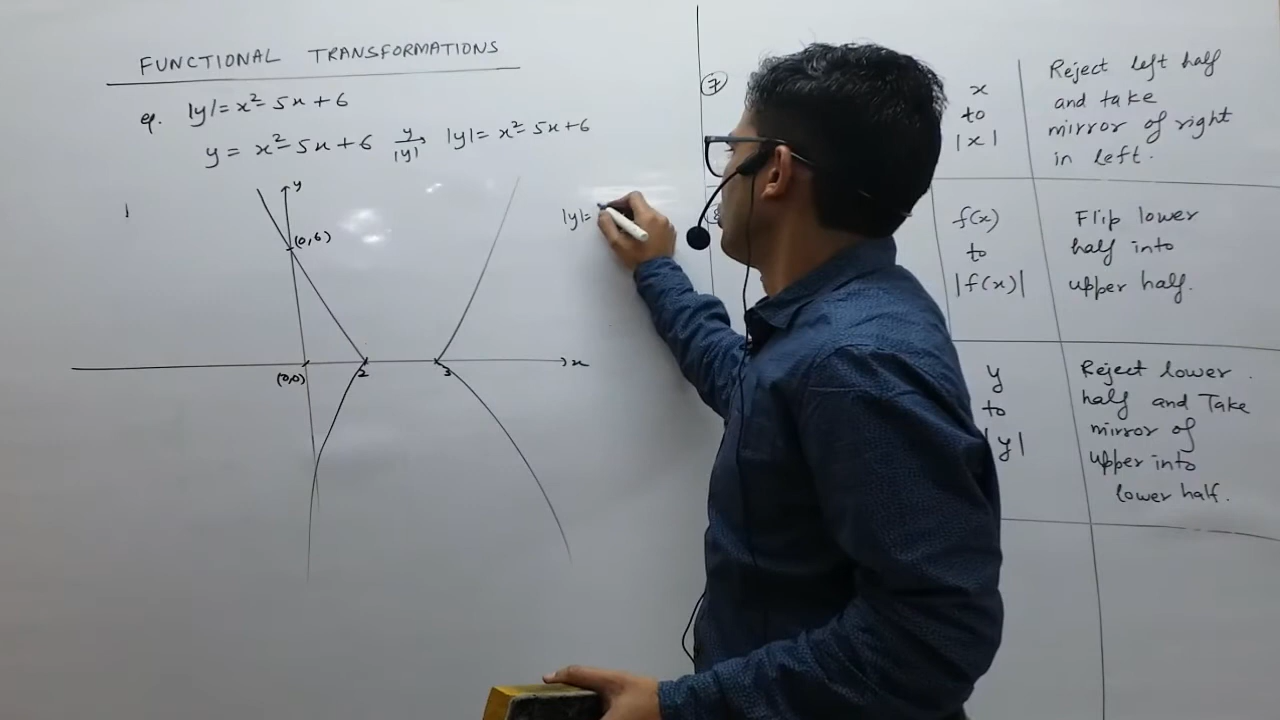 FUNCTIONAL TRANSFORMATIONS
eg. |y| = x² - 5x + 6
y = x² - 5x + 6 y/|y| → |y| = x² - 5x + 6
y
(0,6)
|y| =
(0,0)
2
3
x
7
x
to
|x|
Reject left half
and take
mirror of right
in left.
f(x)
to
|f(x)|
Flip lower
half into
upper half.
y
to
|y|
Reject lower
half and Take
mirror of
upper into
lower half.